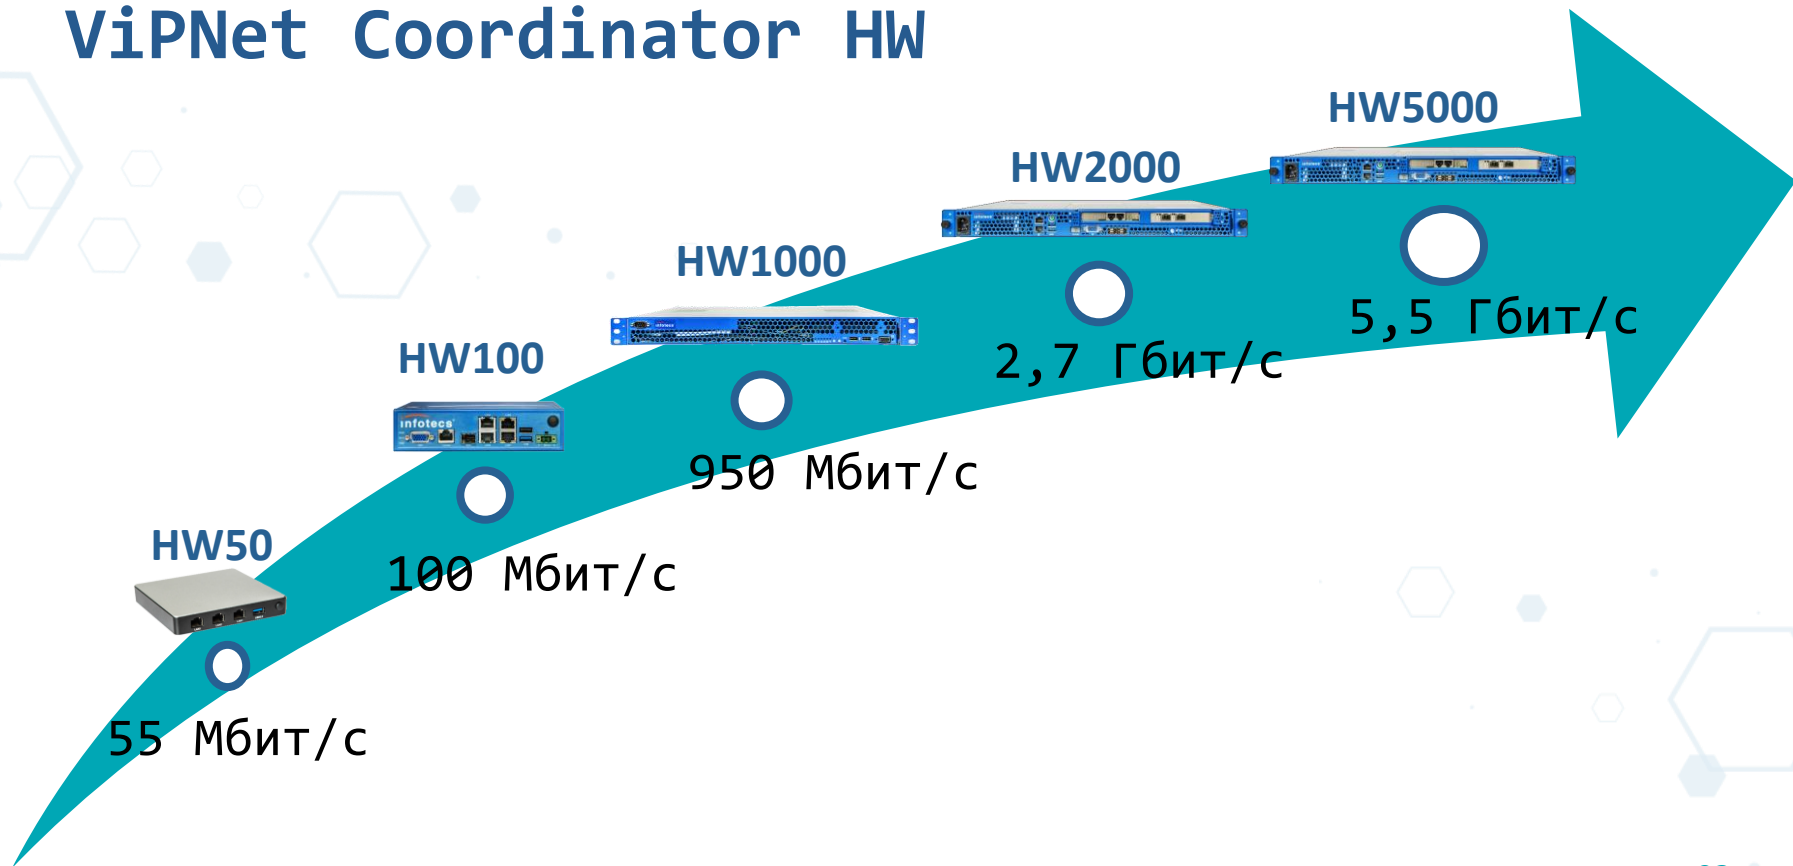 ViPNet Coordinator HW
HW5000
HW2000
HW1000
HW100
HW50
infotecs
5,5 Гбит/с
2,7 Гбит/с
950 Мбит/с
100 Мбит/с
55 Мбит/с